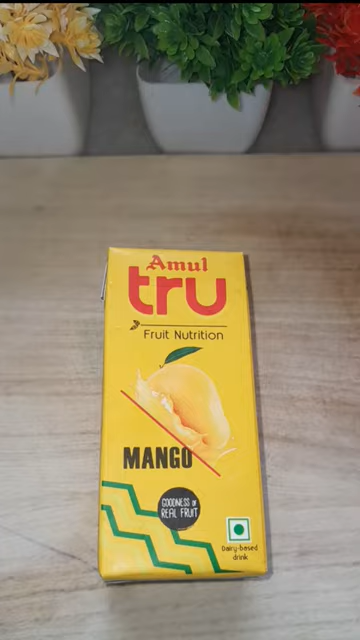 Amul
tru
Fruit Nutrition
MANGO
GOODNESS OF
REAL FRUIT
Dairy-based
drink